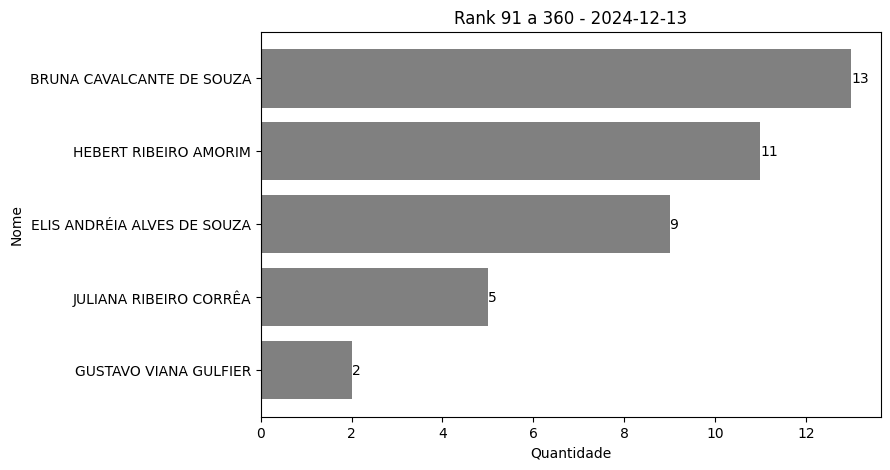 Rank 91 a 360 - 2024-12-13
Nome
BRUNA CAVALCANTE DE SOUZA
13
HEBERT RIBEIRO AMORIM
11
ELIS ANDRÉIA ALVES DE SOUZA
9
JULIANA RIBEIRO CORRÊA
5
GUSTAVO VIANA GULFIER
2
0 2 4 6 8 10 12
Quantidade